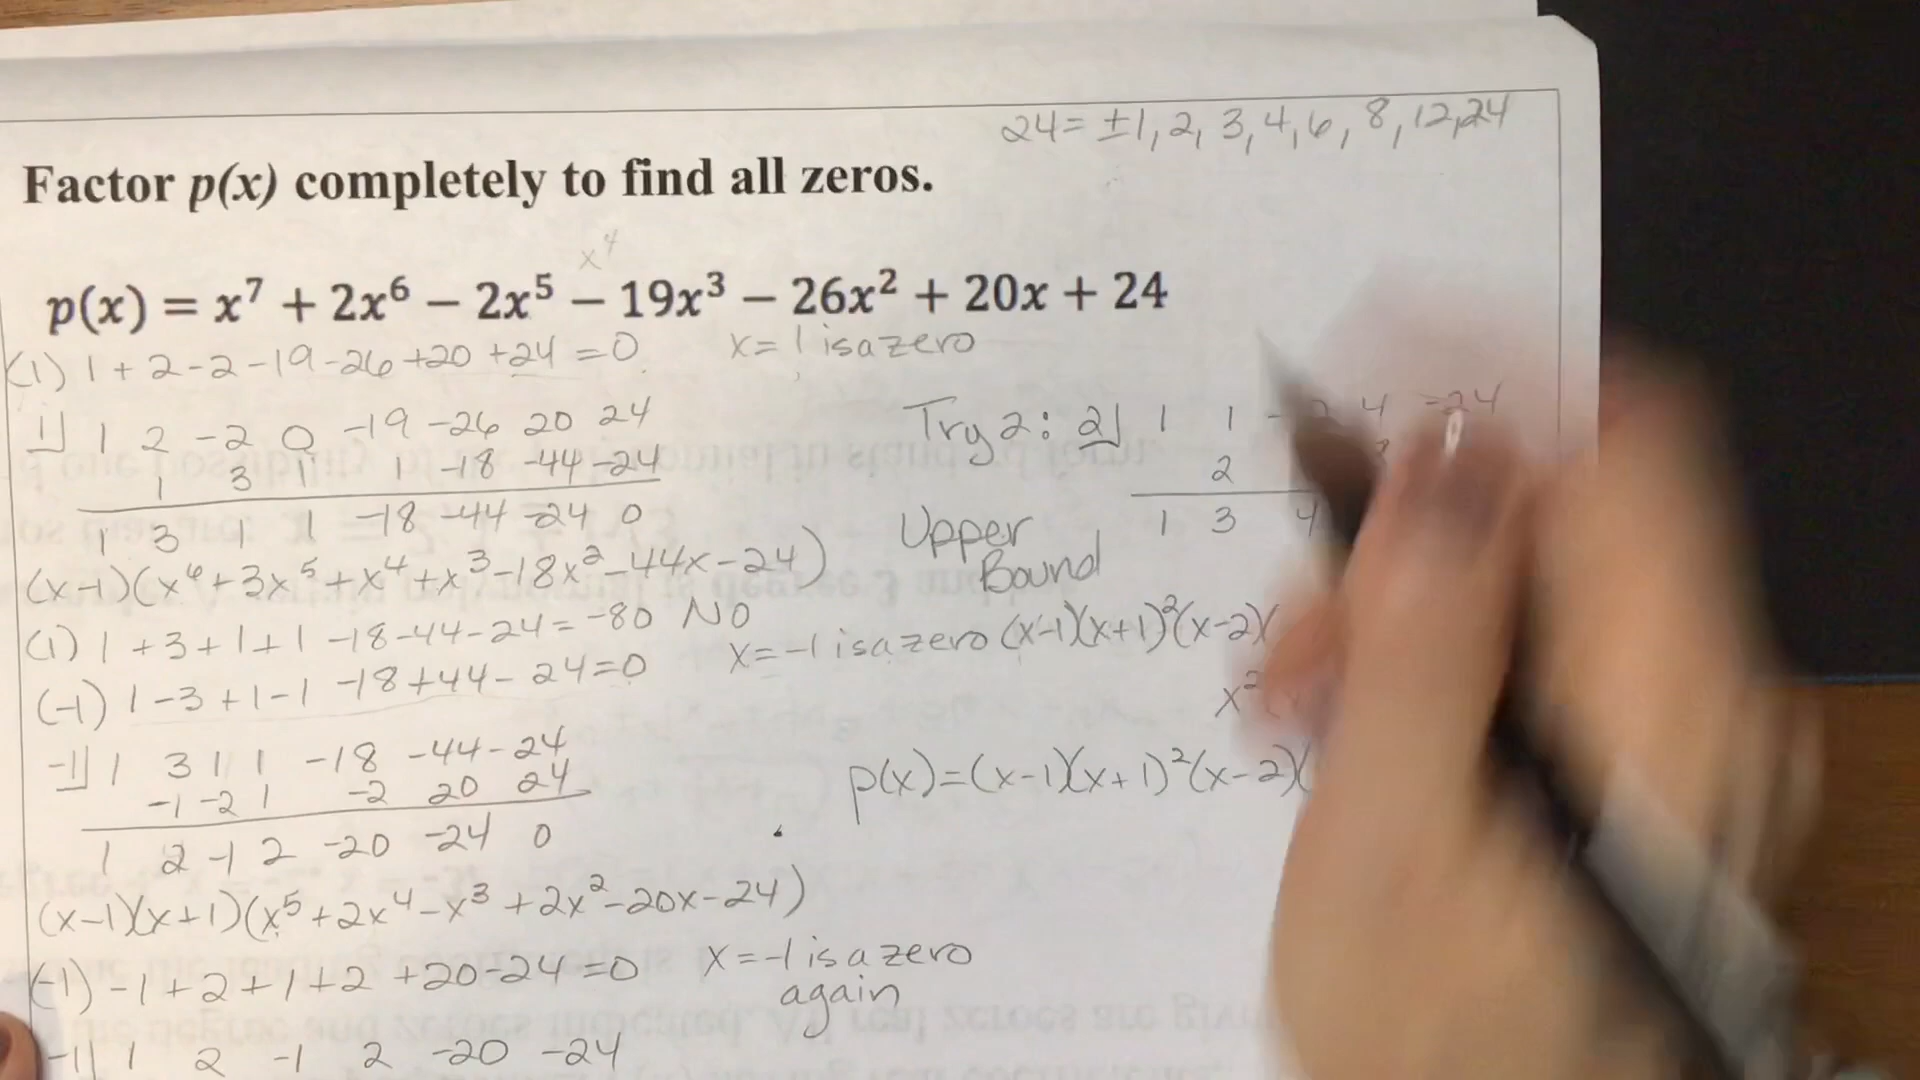 24 = ±1, 2, 3, 4, 6, 8, 12, 24
Factor p(x) completely to find all zeros.
x⁴
p(x) = x⁷ + 2x⁶ − 2x⁵ − 19x³ − 26x² + 20x + 24
(1) 1 + 2 - 2 - 19 - 26 + 20 + 24 = 0 x = 1 is a zero
1⌋ 1 2 -2 0 -19 -26 20 24
1 3 1 1 -18 -44 -24
1 3 1 1 -18 -44 -24 0
(x-1)(x⁶+3x⁵+x⁴+x³-18x²-44x-24)
(1) 1 + 3 + 1 + 1 - 18 - 44 - 24 = -80 NO
(-1) 1 - 3 + 1 - 1 - 18 + 44 - 24 = 0 x = -1 is a zero
-1⌋ 1 3 1 1 -18 -44 -24
-1 -2 1 -2 20 24
1 2 -1 2 -20 -24 0
(x-1)(x+1)(x⁵+2x⁴-x³+2x²-20x-24)
(-1) -1 + 2 + 1 + 2 + 20 - 24 = 0 x = -1 is a zero
again
-1⌋ 1 2 -1 2 -20 -24
Try 2: 2⌋ 1 1 4 -24
2
1 3 4
Upper
Bound
(x-1)(x+1)²(x-2)(
x²
p(x) = (x-1)(x+1)²(x-2)(